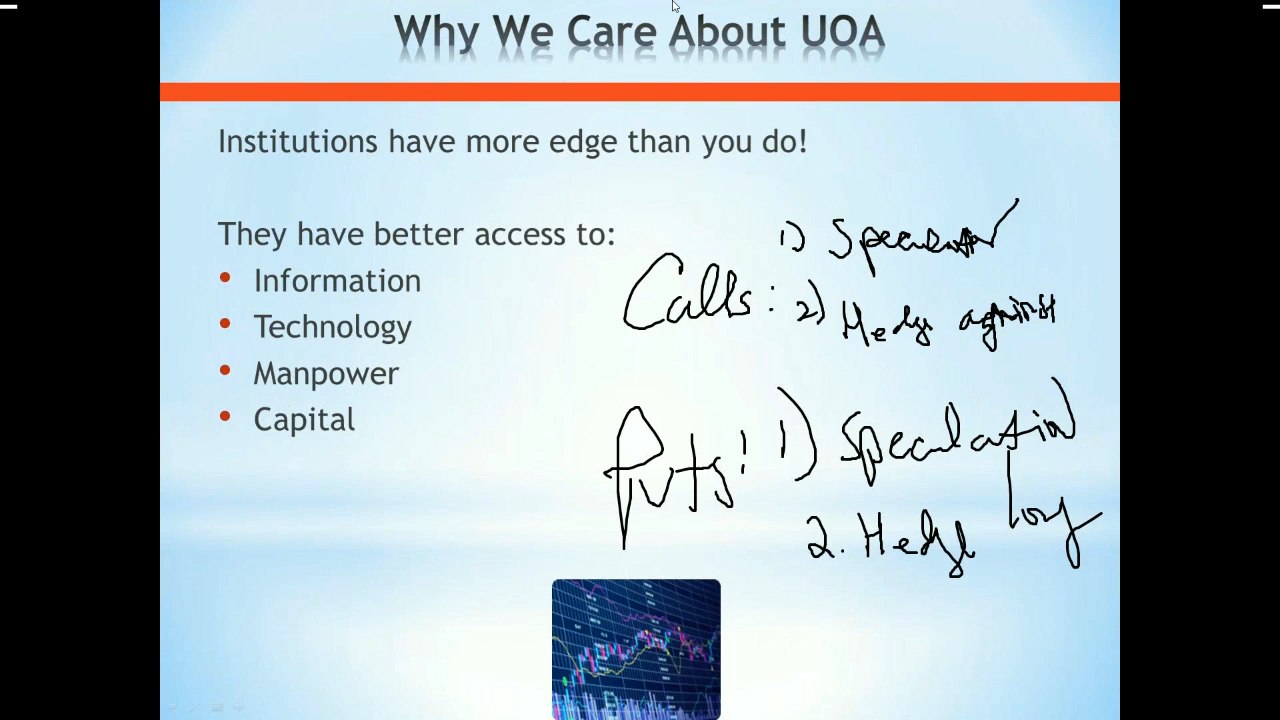 Why We Care About UOA
Institutions have more edge than you do!
They have better access to:
• Information
• Technology
• Manpower
• Capital
1)
Calls: 2) Hedge against
Puts! 1) Speculation
2. Hedge long